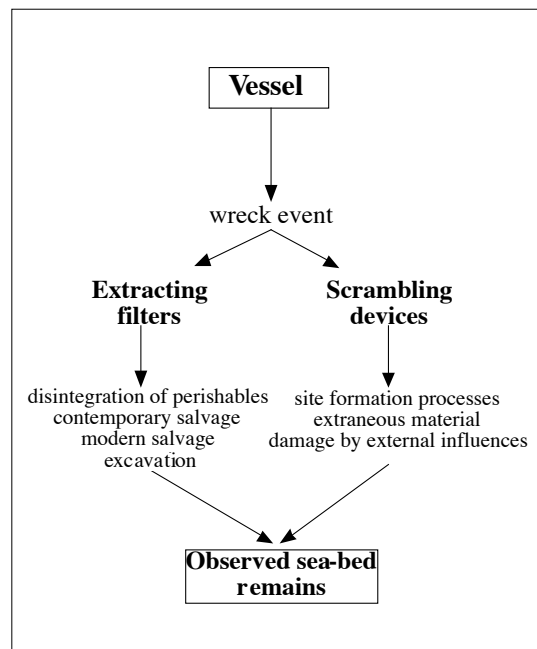 Vessel
wreck event
Extracting
filters
disintegration of perishables
contemporary salvage
modern salvage
excavation
Scrambling
devices
site formation processes
extraneous material
damage by external influences
Observed sea-bed
remains